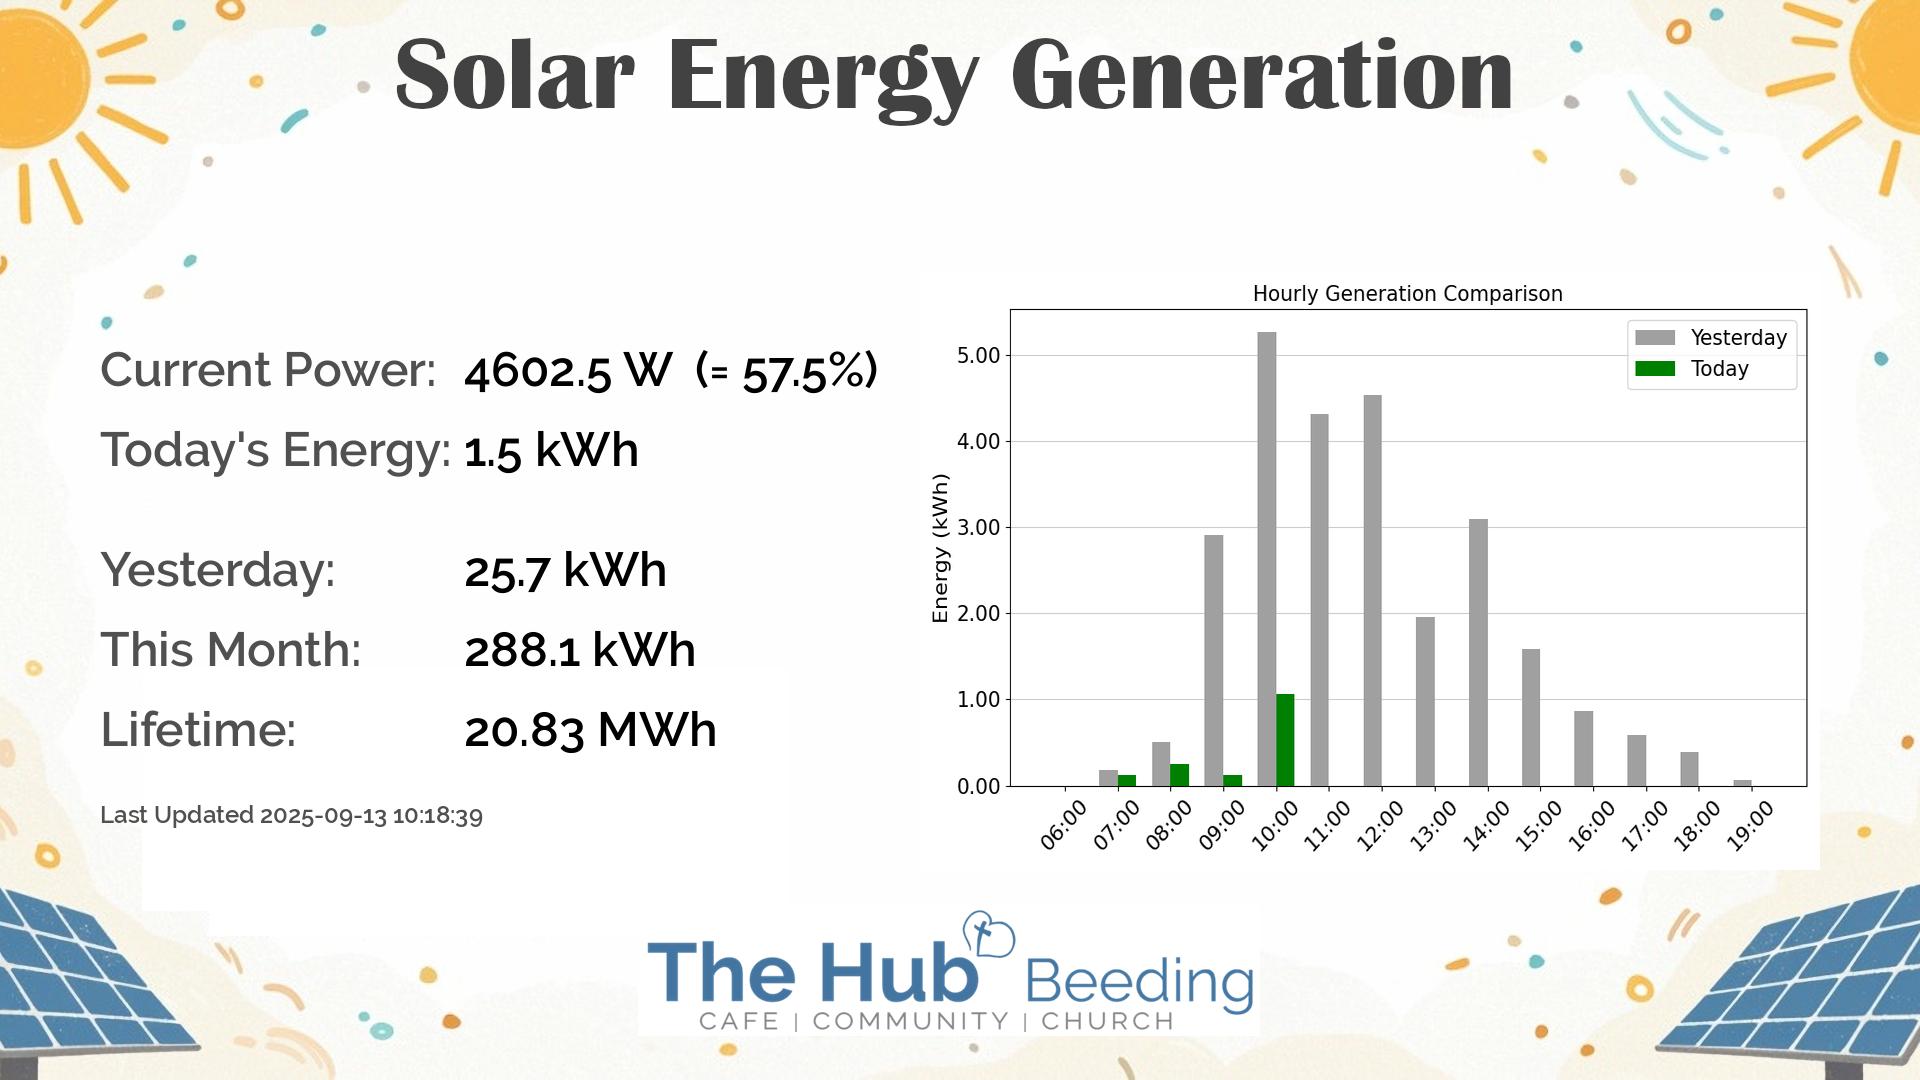 Solar Energy Generation
Current Power: 4602.5 W (= 57.5%)
Today's Energy: 1.5 kWh
Yesterday: 25.7 kWh
This Month: 288.1 kWh
Lifetime: 20.83 MWh
Last Updated 2025-09-13 10:18:39
Hourly Generation Comparison
Yesterday
Today
Energy (kWh)
5.00
4.00
3.00
2.00
1.00
0.00
06:00 07:00 08:00 09:00 10:00 11:00 12:00 13:00 14:00 15:00 16:00 17:00 18:00 19:00
The Hub Beeding
CAFE | COMMUNITY | CHURCH